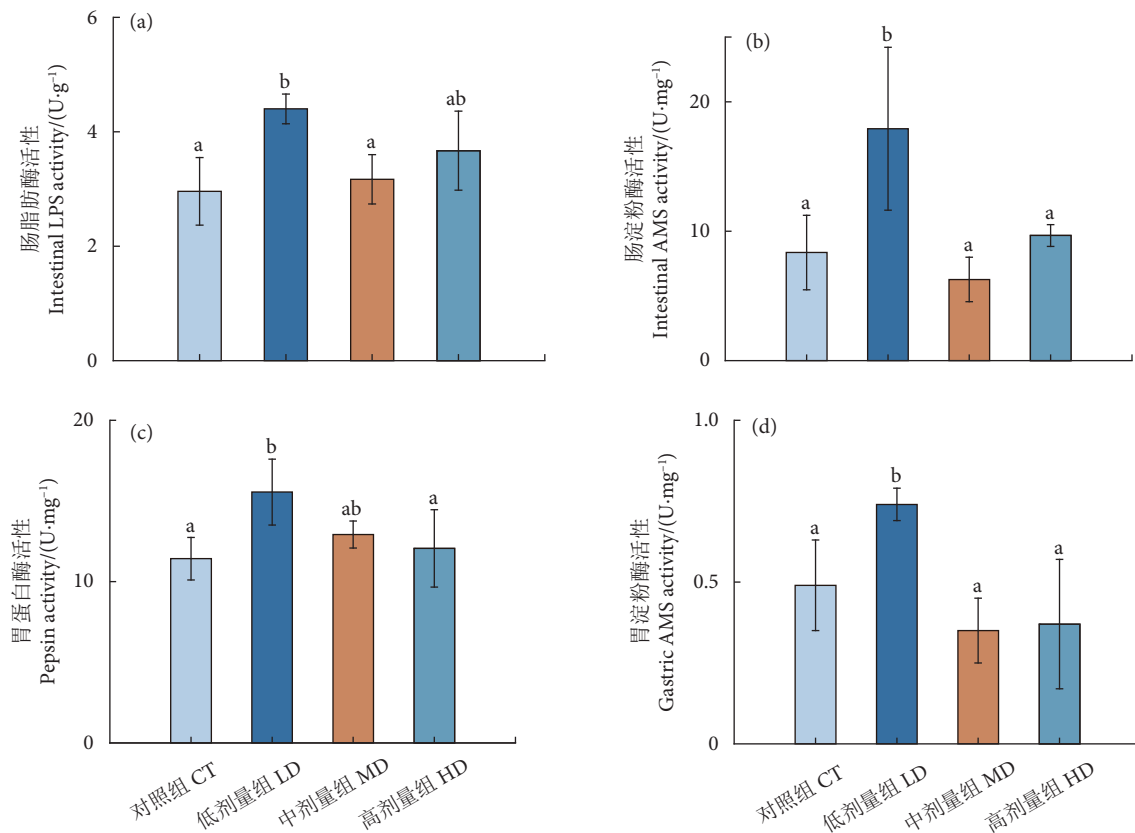 (a)
肠脂肪酶活性
Intestinal LPS activity/(U·g⁻¹)
6
4
2
0
a
b
a
ab
(b)
肠淀粉酶活性
Intestinal AMS activity/(U·mg⁻¹)
20
10
0
a
b
a
a
(c)
胃蛋白酶活性
Pepsin activity/(U·mg⁻¹)
20
10
0
a
b
ab
a
对照组 CT
低剂量组 LD
中剂量组 MD
高剂量组 HD
(d)
胃淀粉酶活性
Gastric AMS activity/(U·mg⁻¹)
1.0
0.5
0
a
b
a
a
对照组 CT
低剂量组 LD
中剂量组 MD
高剂量组 HD